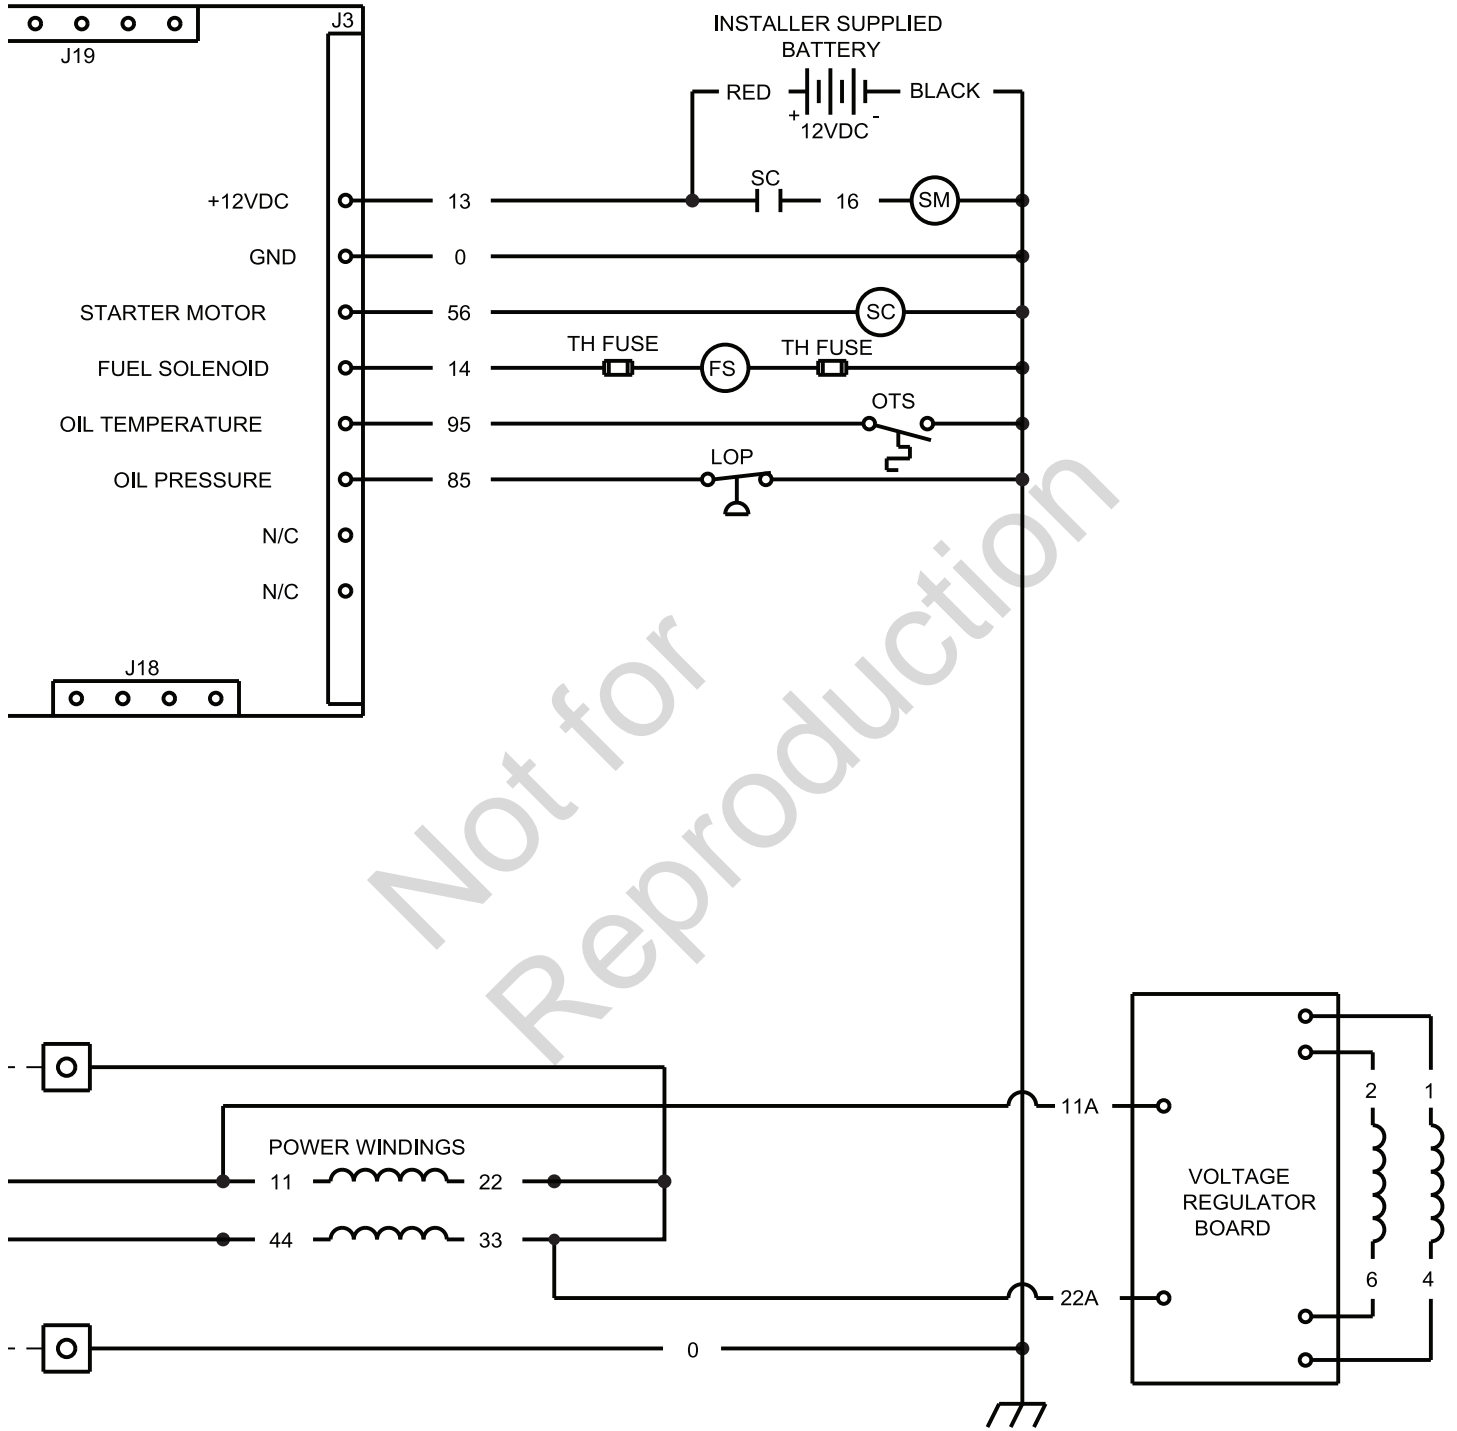 J19
J3
INSTALLER SUPPLIED
BATTERY
RED
BLACK
+
-
12VDC
+12VDC
13
SC
16
SM
GND
0
STARTER MOTOR
56
SC
FUEL SOLENOID
14
TH FUSE
FS
TH FUSE
OIL TEMPERATURE
95
OTS
OIL PRESSURE
85
LOP
N/C
N/C
J18
Not for
Reproduction
11A
2
1
POWER WINDINGS
11
22
44
33
VOLTAGE
REGULATOR
BOARD
22A
6
4
0